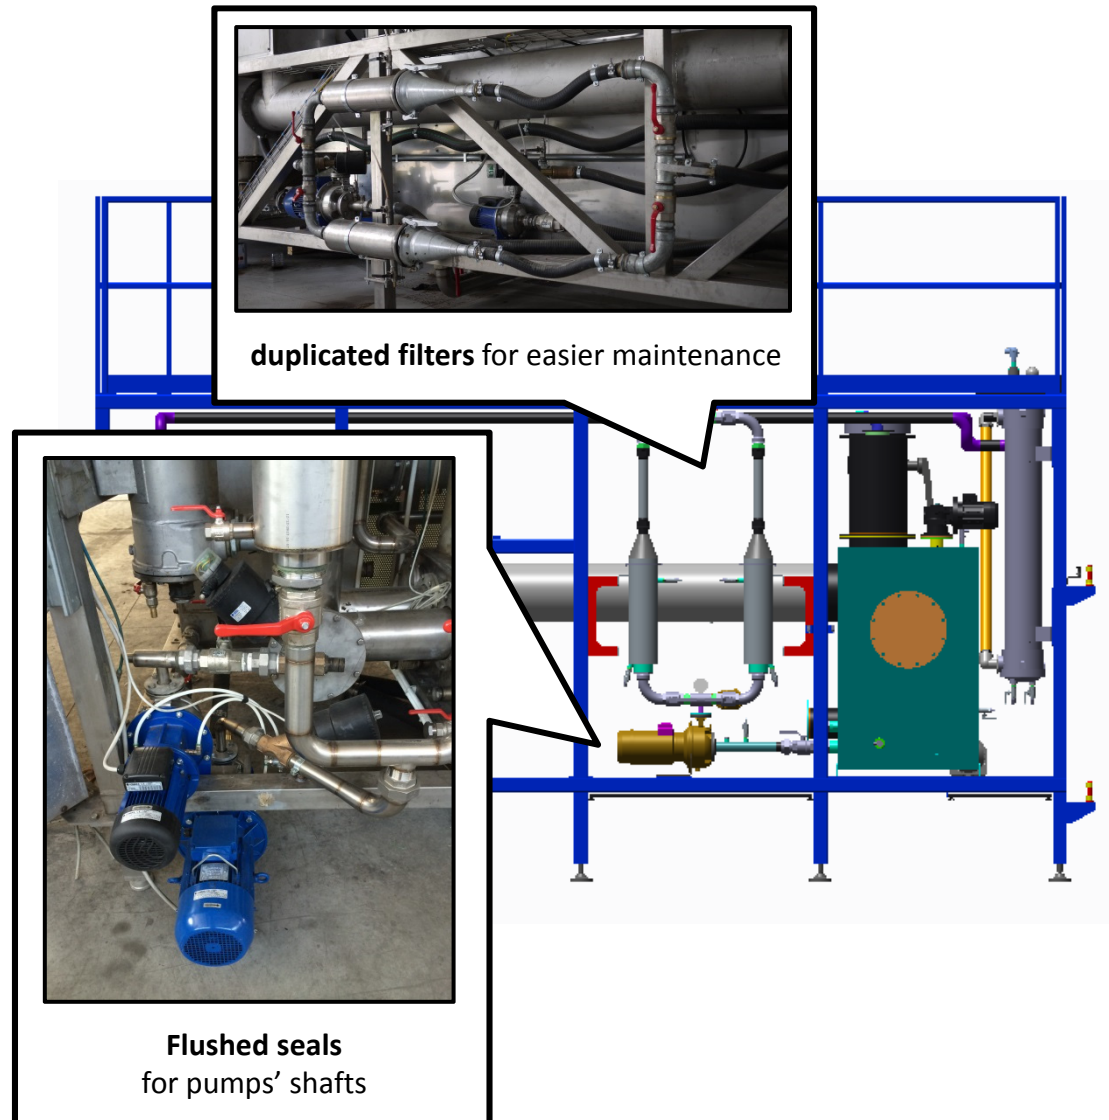 duplicated filters for easier maintenance
Flushed seals
for pumps’ shafts